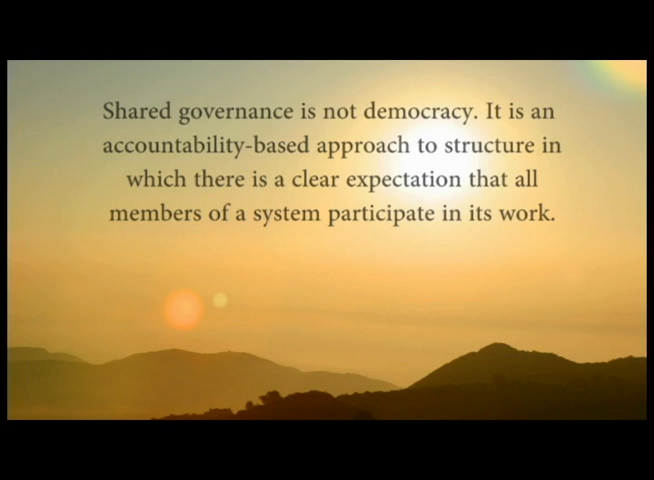 Shared governance is not democracy. It is an
accountability-based approach to structure in
which there is a clear expectation that all
members of a system participate in its work.